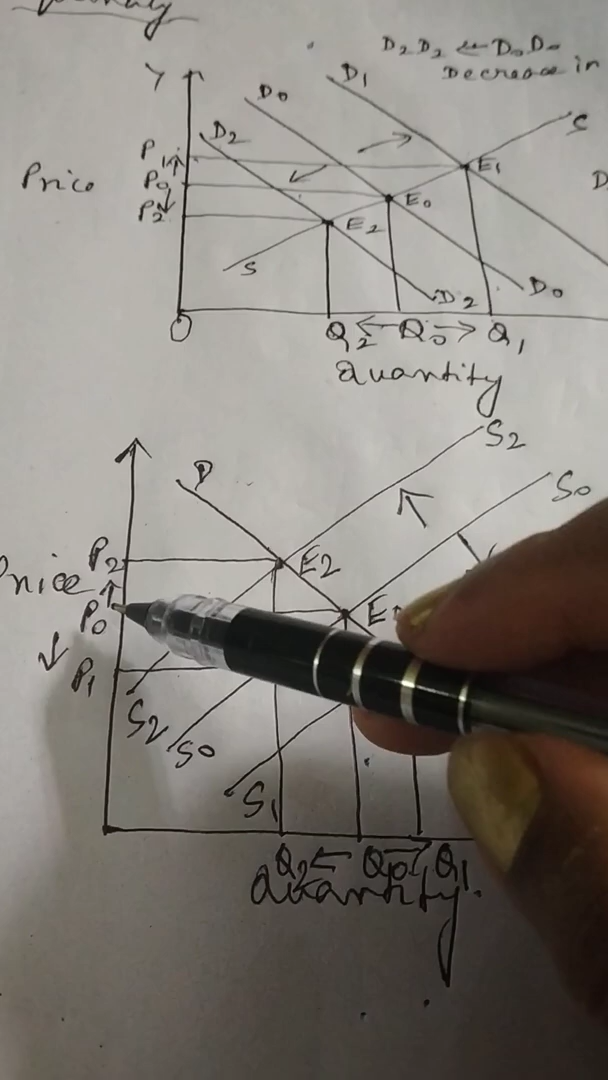 D2D2 ← D0D0
Decrease in
Y
D1
D0
D2
S
P1
E1
Price
P0
E0
P2
E2
S
D2
D0
O
Q2 ← Q0 → Q1
Quantity
S2
D
S0
P2
E2
Price
P0
P1
S2
S0
S1
Q2 ← Q0 → Q1
Quantity.